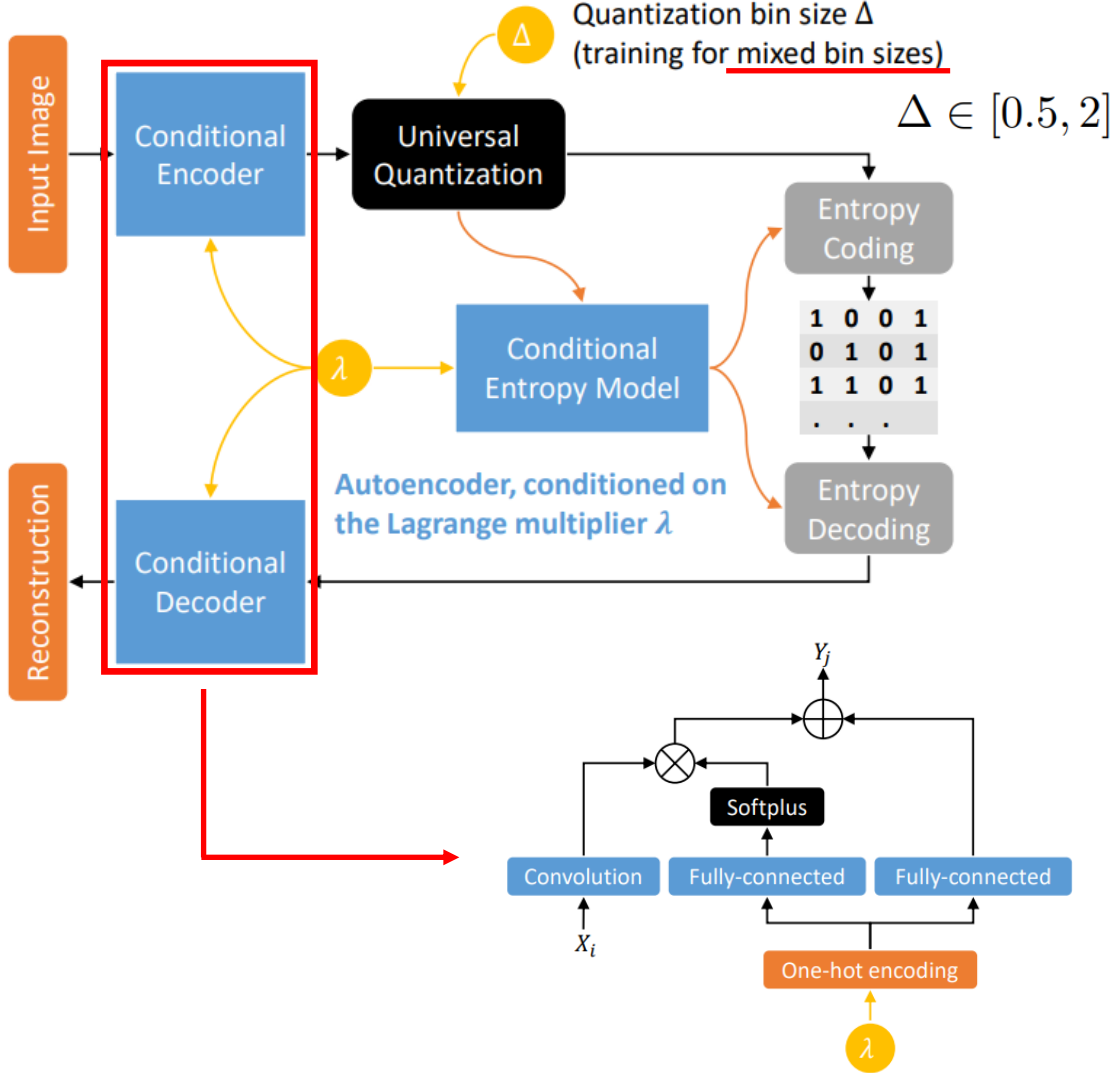 Quantization bin size Δ
(training for mixed bin sizes)
Δ
Δ ∈ [0.5, 2]
Input Image
Conditional
Encoder
Universal
Quantization
Entropy
Coding
λ
Conditional
Entropy Model
1 0 0 1
0 1 0 1
1 1 0 1
. . .
Autoencoder, conditioned on
the Lagrange multiplier λ
Entropy
Decoding
Reconstruction
Conditional
Decoder
Y_j
Softplus
Convolution
Fully-connected
Fully-connected
X_i
One-hot encoding
λ